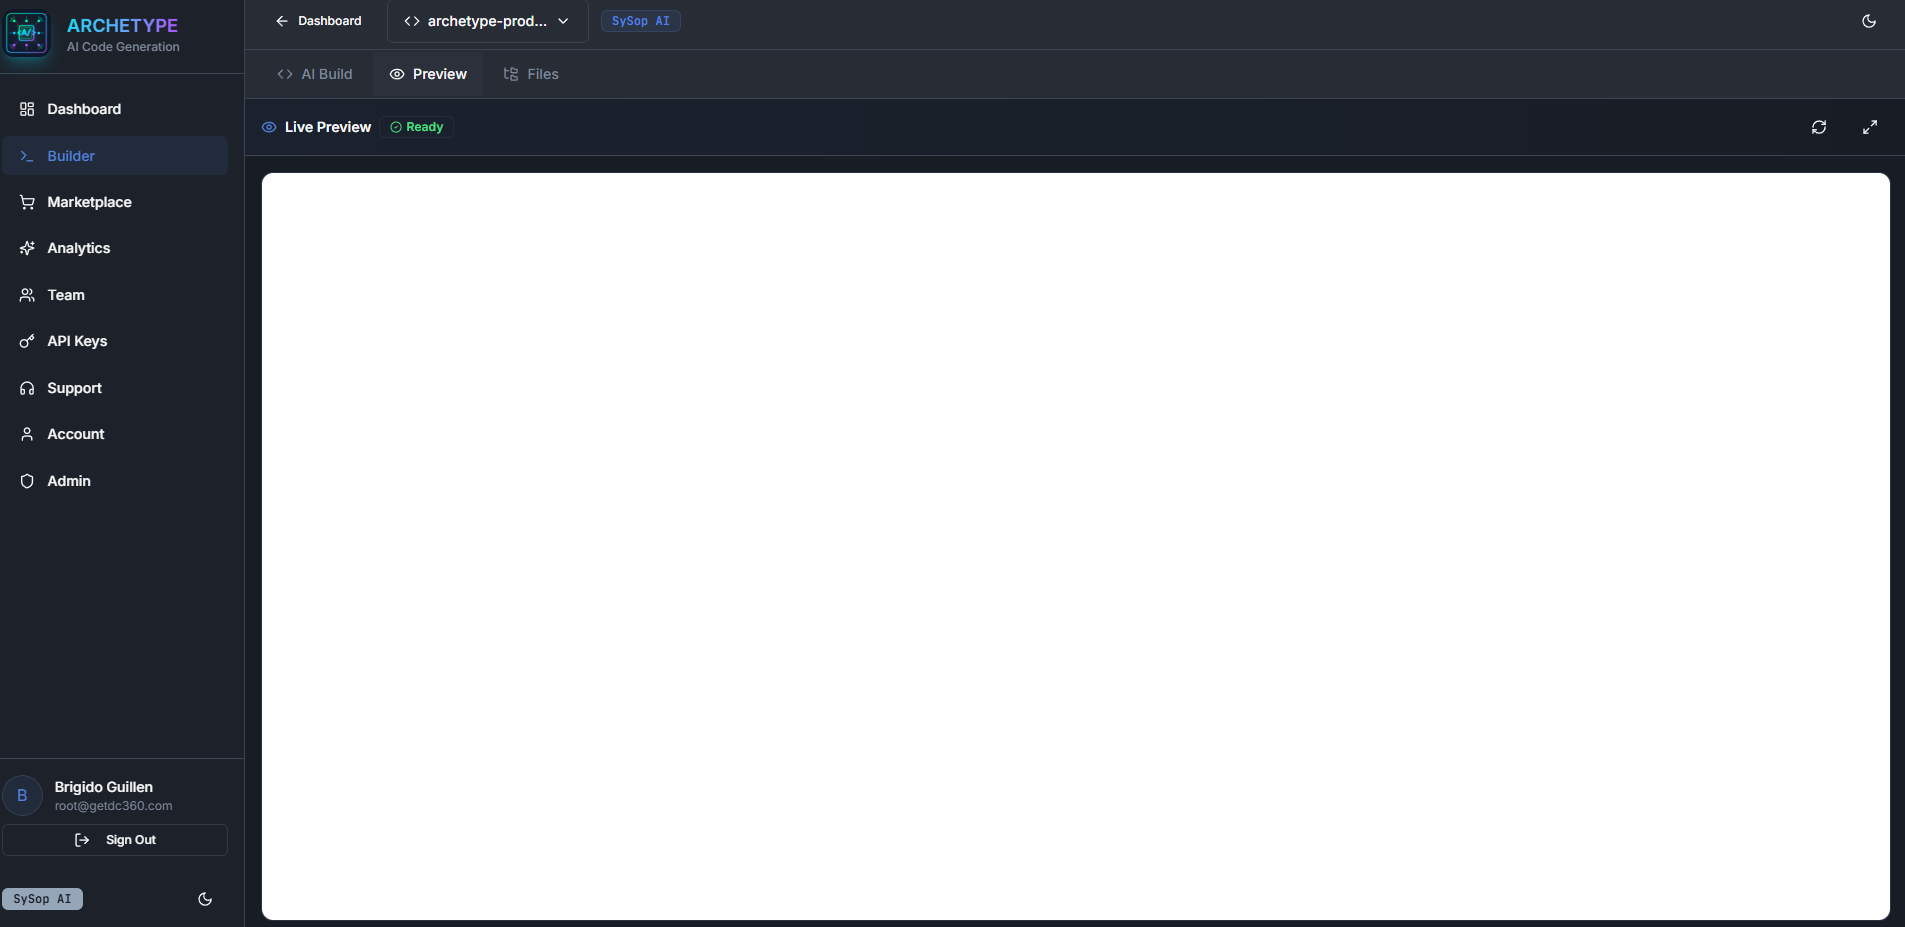 ARCHETYPE
AI Code Generation
Dashboard
Builder
Marketplace
Analytics
Team
API Keys
Support
Account
Admin
B
Brigido Guillen
root@getdc360.com
Sign Out
SySop AI
Dashboard
archetype-prod...
SySop AI
AI Build
Preview
Files
Live Preview
Ready